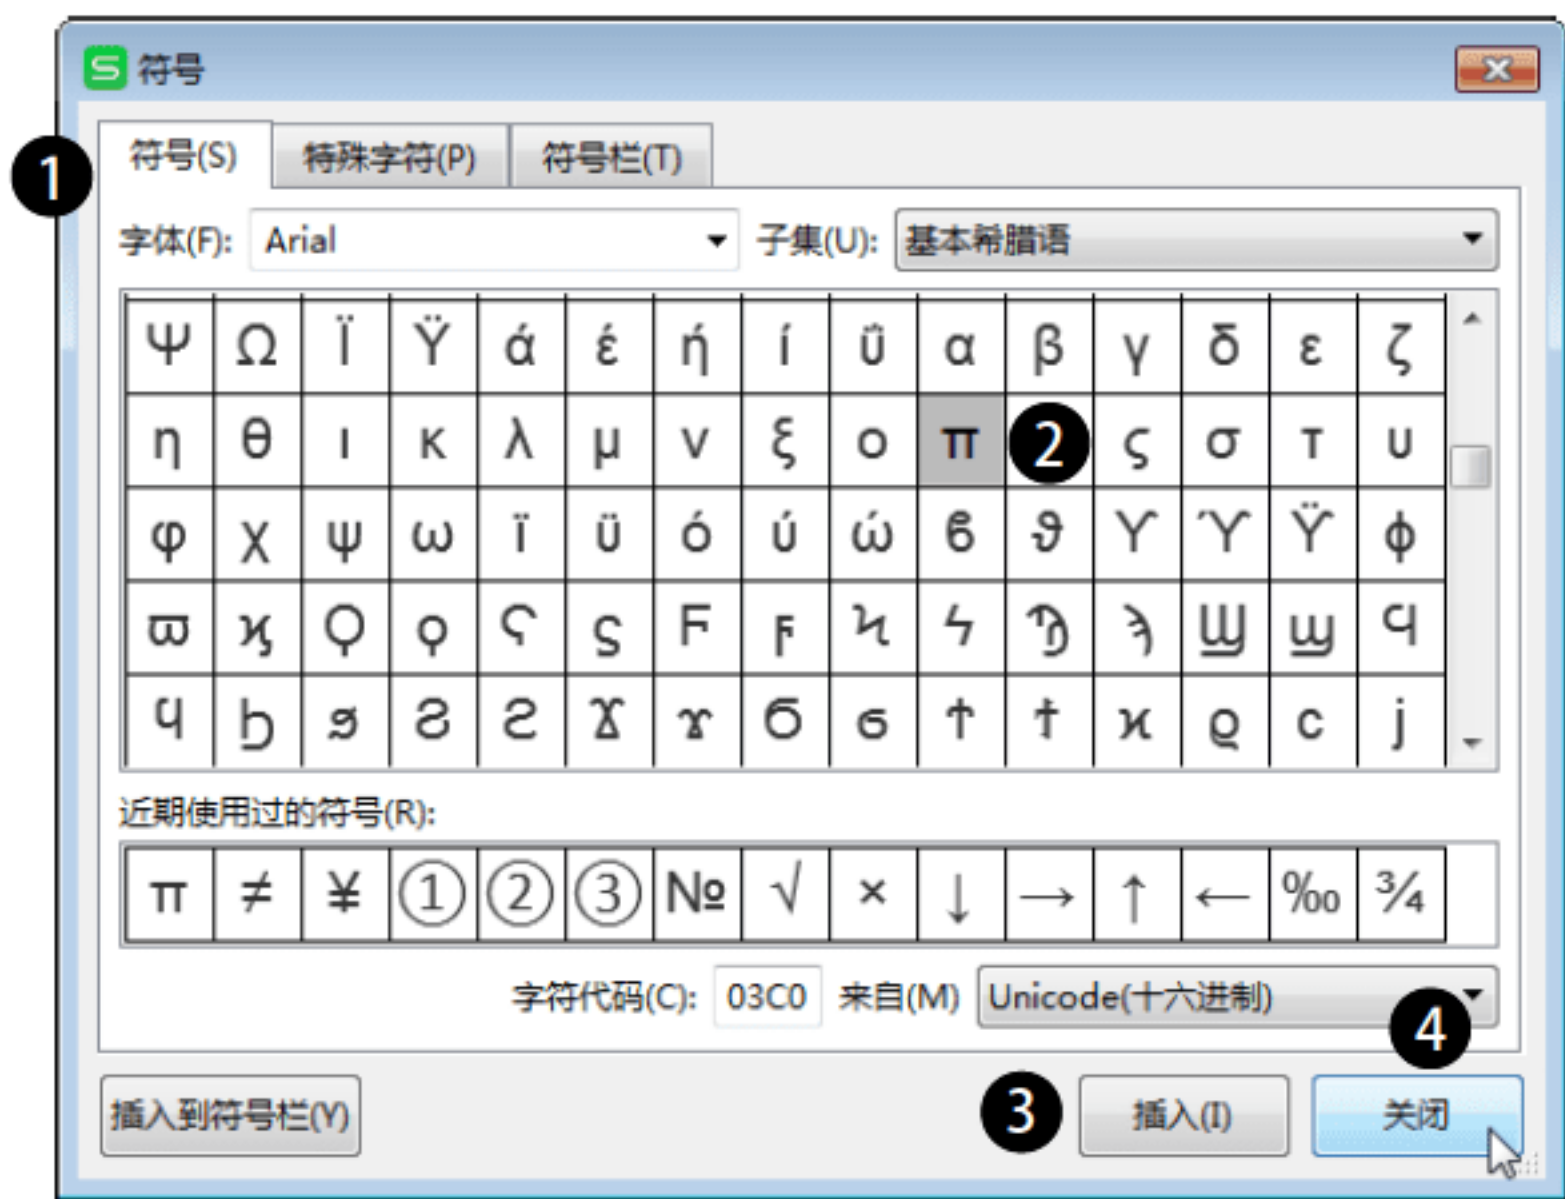 符号
1 符号(S) 特殊字符(P) 符号栏(T)
字体(F): Arial 子集(U): 基本希腊语
Ψ Ω Ϊ Ϋ ά έ ή ί ΰ α β γ δ ε ζ
η θ ι κ λ μ ν ξ ο π 2 ς σ τ υ
φ χ ψ ω ϊ ϋ ό ύ ώ ϐ ϑ ϒ ϓ ϔ ϕ
ϖ ϗ Ϙ ϙ Ϛ ϛ Ϝ ϝ Ϟ ϟ Ϡ ϡ Ϣ ϣ Ϥ
ϥ Ϧ ϧ Ϩ ϩ Ϫ ϫ Ϭ ϭ Ϯ ϯ ϰ ϱ ϲ ϳ
近期使用过的符号(R):
π ≠ ¥ ① ② ③ № √ × ↓ → ↑ ← ‰ ¾
字符代码(C): 03C0 来自(M) Unicode(十六进制) 4
插入到符号栏(Y) 3 插入(I) 关闭